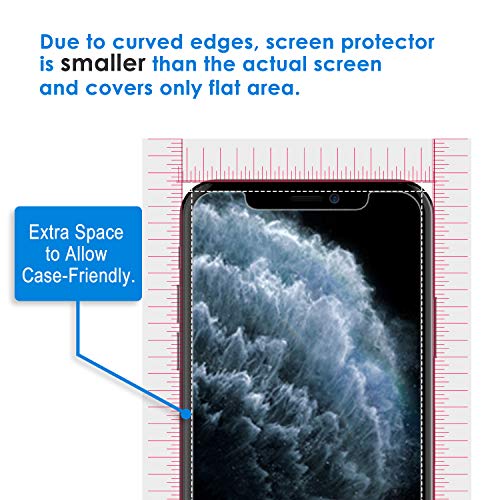 Due to curved edges, screen protector
is smaller than the actual screen
and covers only flat area.
Extra Space
to Allow
Case-Friendly.